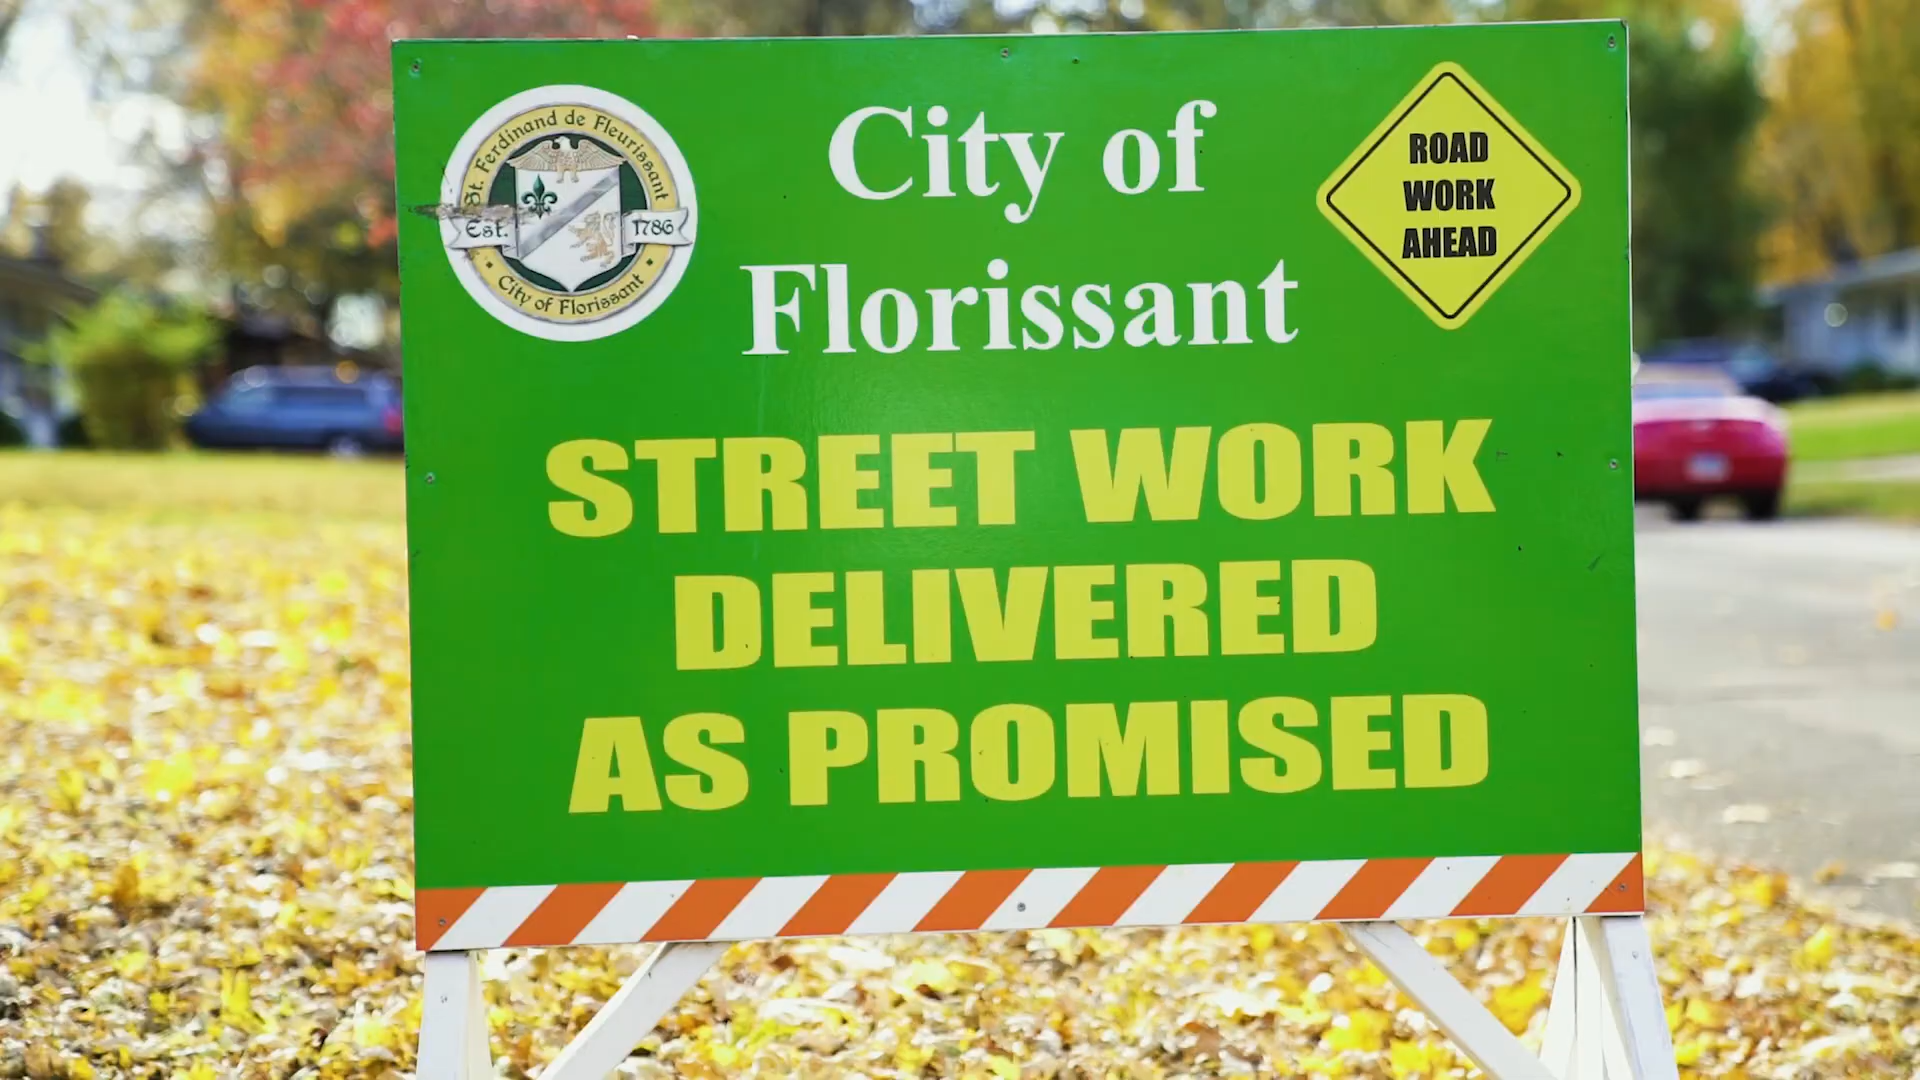 St. Ferdinand de Fleurissant
Est. 1786
City of Florissant
City of
Florissant
ROAD
WORK
AHEAD
STREET WORK
DELIVERED
AS PROMISED